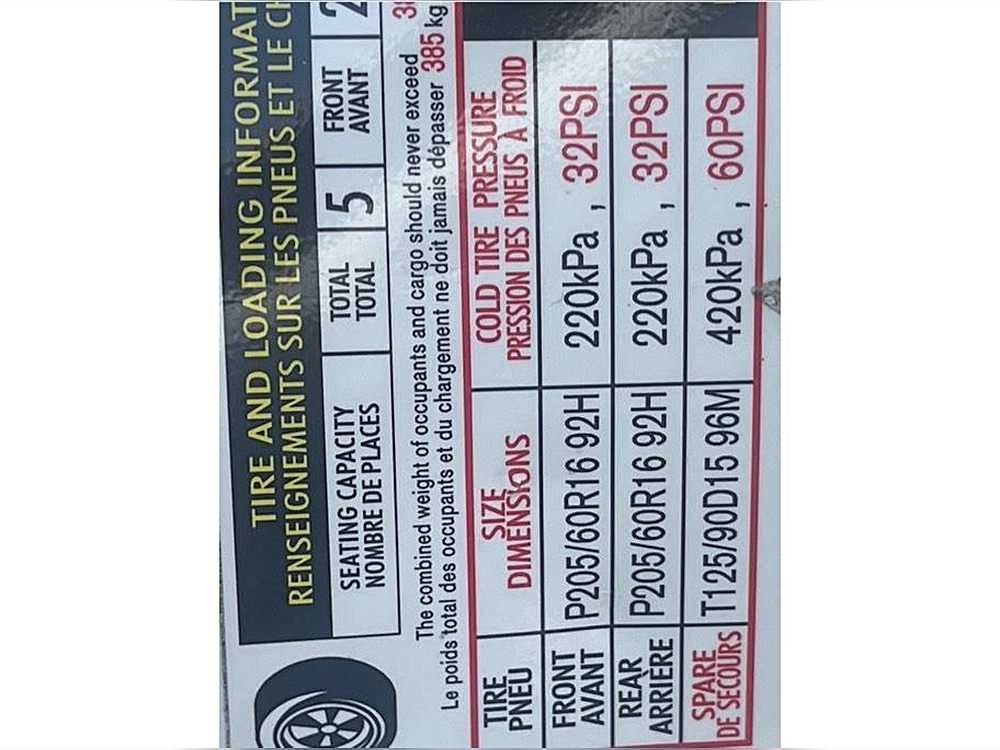 TIRE AND LOADING INFORMAT
RENSEIGNEMENTS SUR LES PNEUS ET LE CH
SEATING CAPACITY
NOMBRE DE PLACES
TOTAL
TOTAL
5
FRONT
AVANT
2
The combined weight of occupants and cargo should never exceed
Le poids total des occupants et du chargement ne doit jamais dépasser 385 kg
TIRE
PNEU
SIZE
DIMENSIONS
COLD TIRE PRESSURE
PRESSION DES PNEUS À FROID
FRONT
AVANT
P205/60R16 92H
220kPa , 32PSI
REAR
ARRIÈRE
P205/60R16 92H
220kPa , 32PSI
SPARE
DE SECOURS
T125/90D15 96M
420kPa , 60PSI